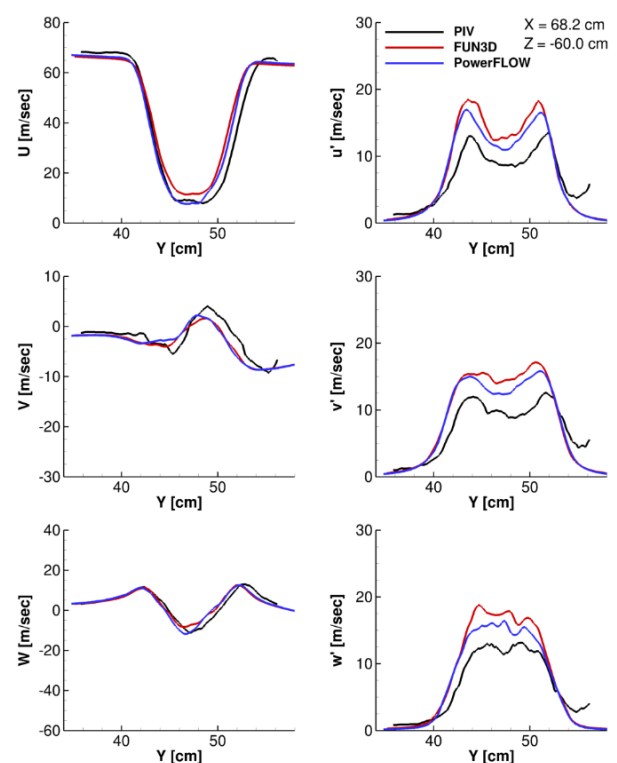 80
60
40
20
0
U [m/sec]
40
50
Y [cm]
30
20
10
0
u' [m/sec]
40
50
Y [cm]
PIV
FUN3D
PowerFLOW
X = 68.2 cm
Z = -60.0 cm
10
0
-10
-20
-30
V [m/sec]
40
50
Y [cm]
30
20
10
0
v' [m/sec]
40
50
Y [cm]
40
20
0
-20
-40
-60
W [m/sec]
40
50
Y [cm]
30
20
10
0
w' [m/sec]
40
50
Y [cm]